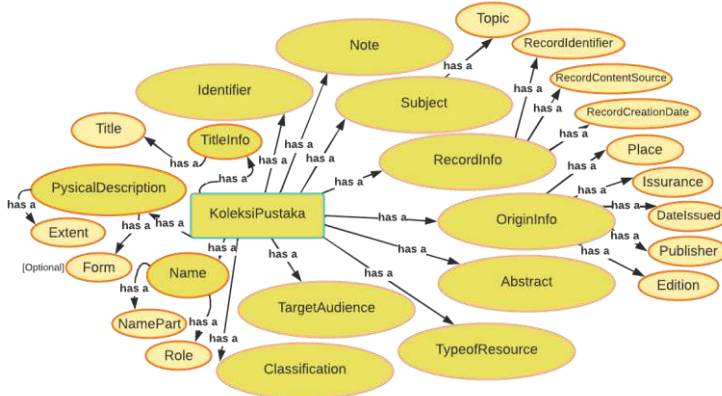 Topic
has a
Note
RecordIdentifier
has a
has a
RecordContentSource
Identifier
Subject
has a
has a
has a
RecordCreationDate
Title
TitleInfo
has a
has a
has a
RecordInfo
has a
Place
has a
has a
has a
Issurance
PysicalDescription
has a
KoleksiPustaka
has a
OriginInfo
has a
DateIssued
has a
Extent
has a
has a
has a
Publisher
[Optional]
Form
Name
has a
has a
has a
Abstract
has a
Edition
has a
NamePart
has a
TargetAudience
has a
Role
TypeofResource
Classification